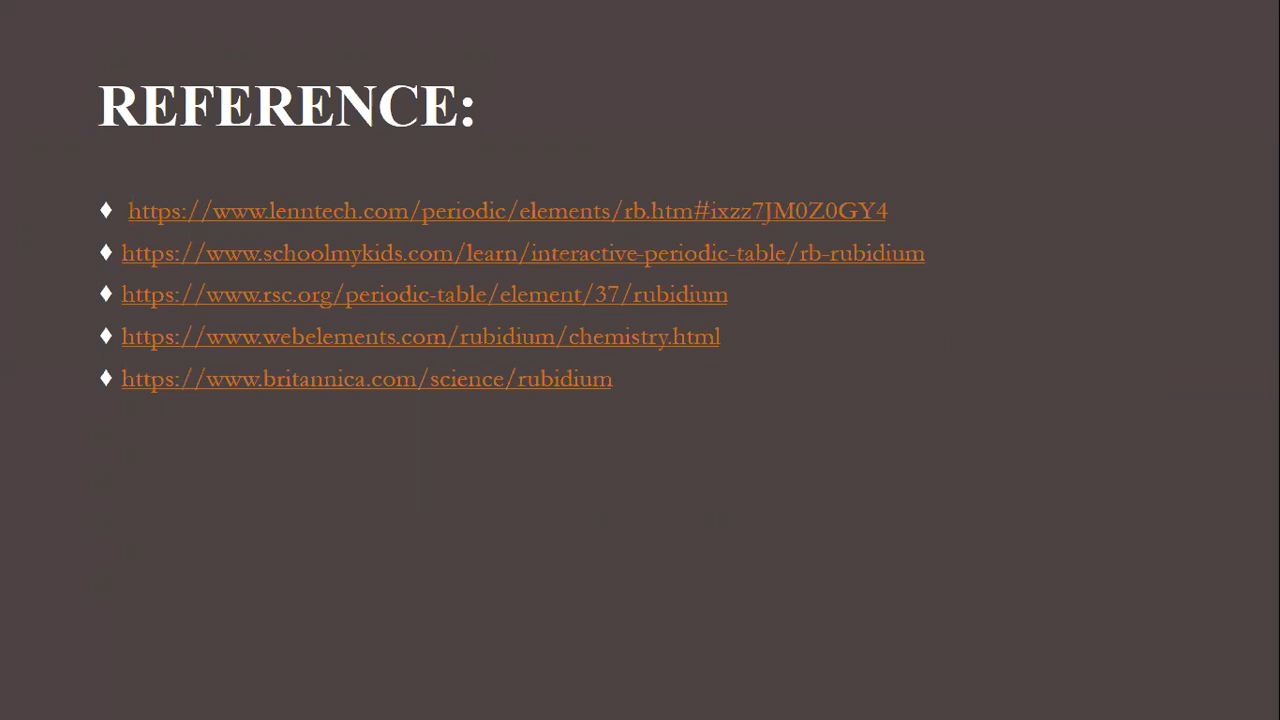 REFERENCE:
♦ https://www.lenntech.com/periodic/elements/rb.htm#ixzz7JM0Z0GY4
♦ https://www.schoolmykids.com/learn/interactive-periodic-table/rb-rubidium
♦ https://www.rsc.org/periodic-table/element/37/rubidium
♦ https://www.webelements.com/rubidium/chemistry.html
♦ https://www.britannica.com/science/rubidium